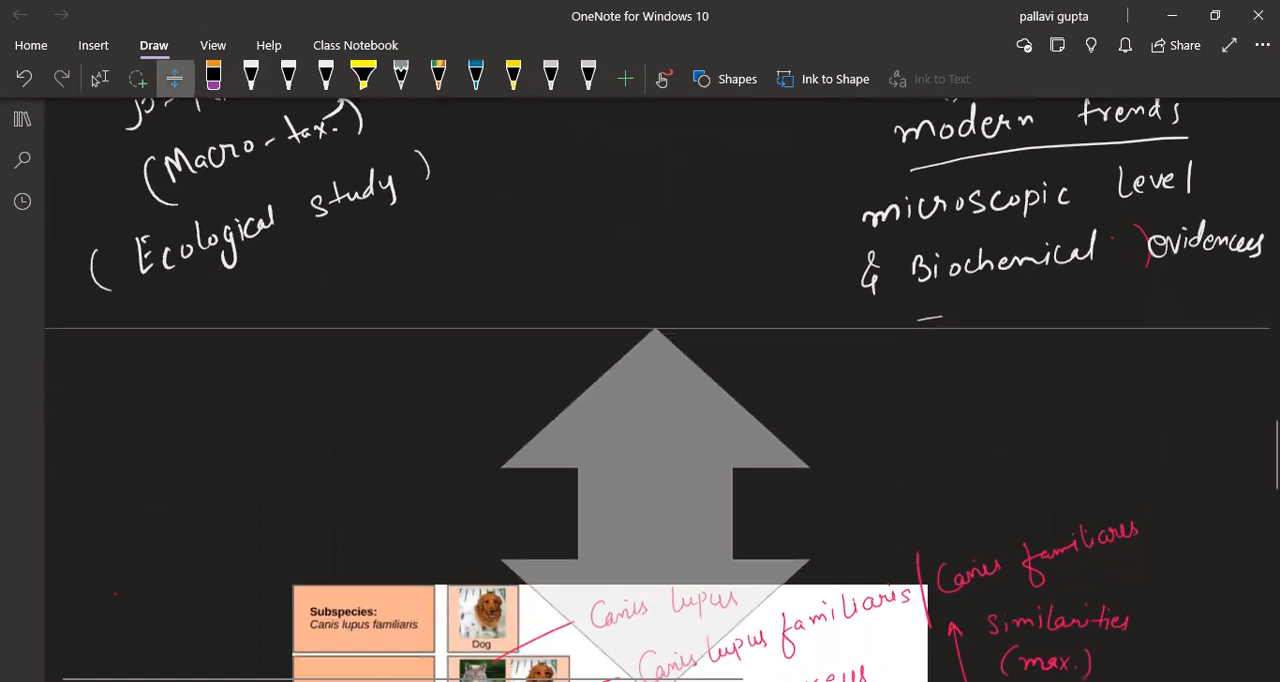 OneNote for Windows 10
pallavi gupta
Home Insert Draw View Help Class Notebook
Share
Shapes
Ink to Shape
Ink to Text
(Macro-tax.)
(Ecological study)
modern trends
microscopic level
& Biochemical ) evidences
Subspecies:
Canis lupus familiaris
Dog
Canis lupus
Canis lupus familiaris
Canis familiares
Similarities
(max.)